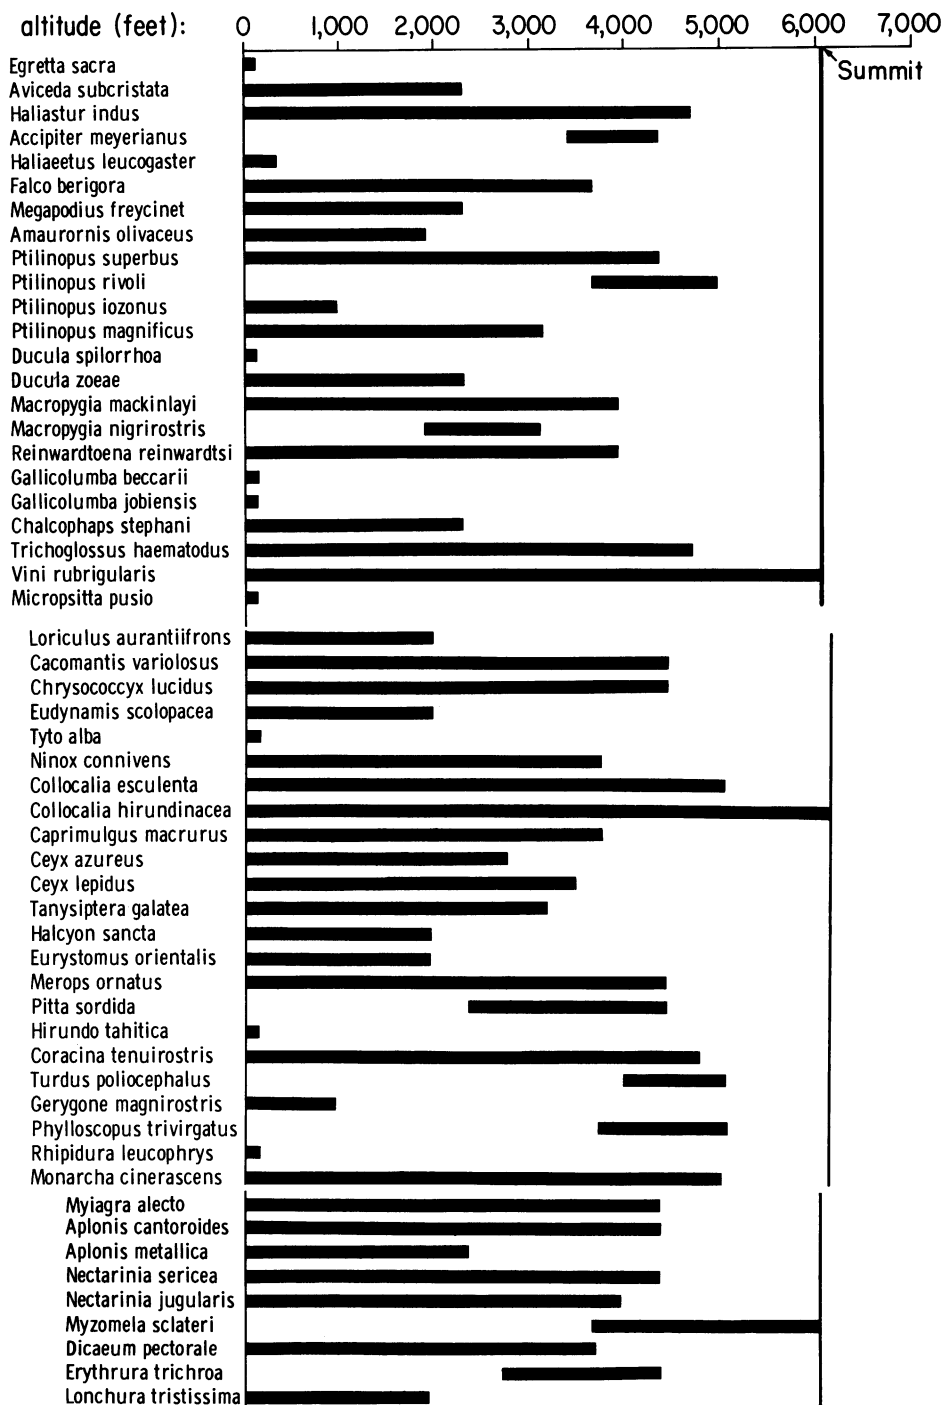 altitude (feet): 0 1,000 2,000 3,000 4,000 5,000 6,000 7,000
Summit
Egretta sacra
Aviceda subcristata
Haliastur indus
Accipiter meyerianus
Haliaeetus leucogaster
Falco berigora
Megapodius freycinet
Amaurornis olivaceus
Ptilinopus superbus
Ptilinopus rivoli
Ptilinopus iozonus
Ptilinopus magnificus
Ducula spilorrhoa
Ducula zoeae
Macropygia mackinlayi
Macropygia nigrirostris
Reinwardtoena reinwardtsi
Gallicolumba beccarii
Gallicolumba jobiensis
Chalcophaps stephani
Trichoglossus haematodus
Vini rubrigularis
Micropsitta pusio
Loriculus aurantiifrons
Cacomantis variolosus
Chrysococcyx lucidus
Eudynamis scolopacea
Tyto alba
Ninox connivens
Collocalia esculenta
Collocalia hirundinacea
Caprimulgus macrurus
Ceyx azureus
Ceyx lepidus
Tanysiptera galatea
Halcyon sancta
Eurystomus orientalis
Merops ornatus
Pitta sordida
Hirundo tahitica
Coracina tenuirostris
Turdus poliocephalus
Gerygone magnirostris
Phylloscopus trivirgatus
Rhipidura leucophrys
Monarcha cinerascens
Myiagra alecto
Aplonis cantoroides
Aplonis metallica
Nectarinia sericea
Nectarinia jugularis
Myzomela sclateri
Dicaeum pectorale
Erythrura trichroa
Lonchura tristissima